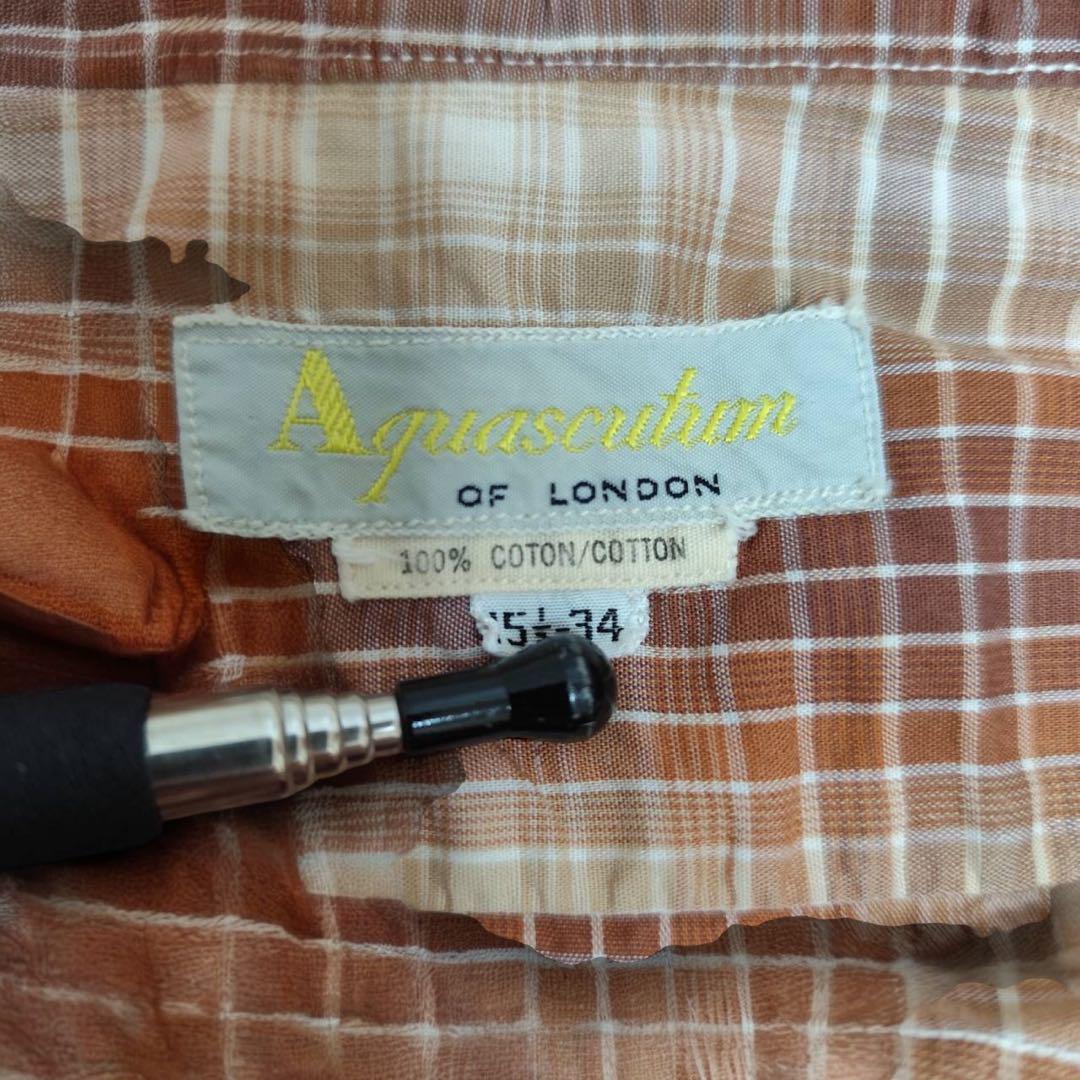 Aquascutum
OF LONDON
100% COTON/COTTON
15½-34